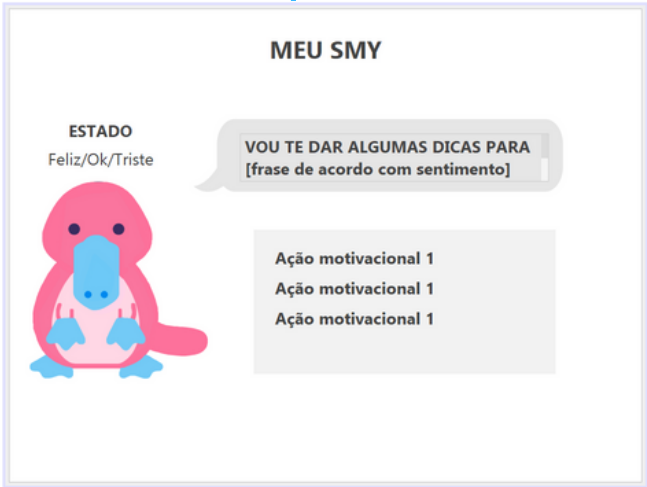 MEU SMY
ESTADO
Feliz/Ok/Triste
VOU TE DAR ALGUMAS DICAS PARA
[frase de acordo com sentimento]
Ação motivacional 1
Ação motivacional 1
Ação motivacional 1